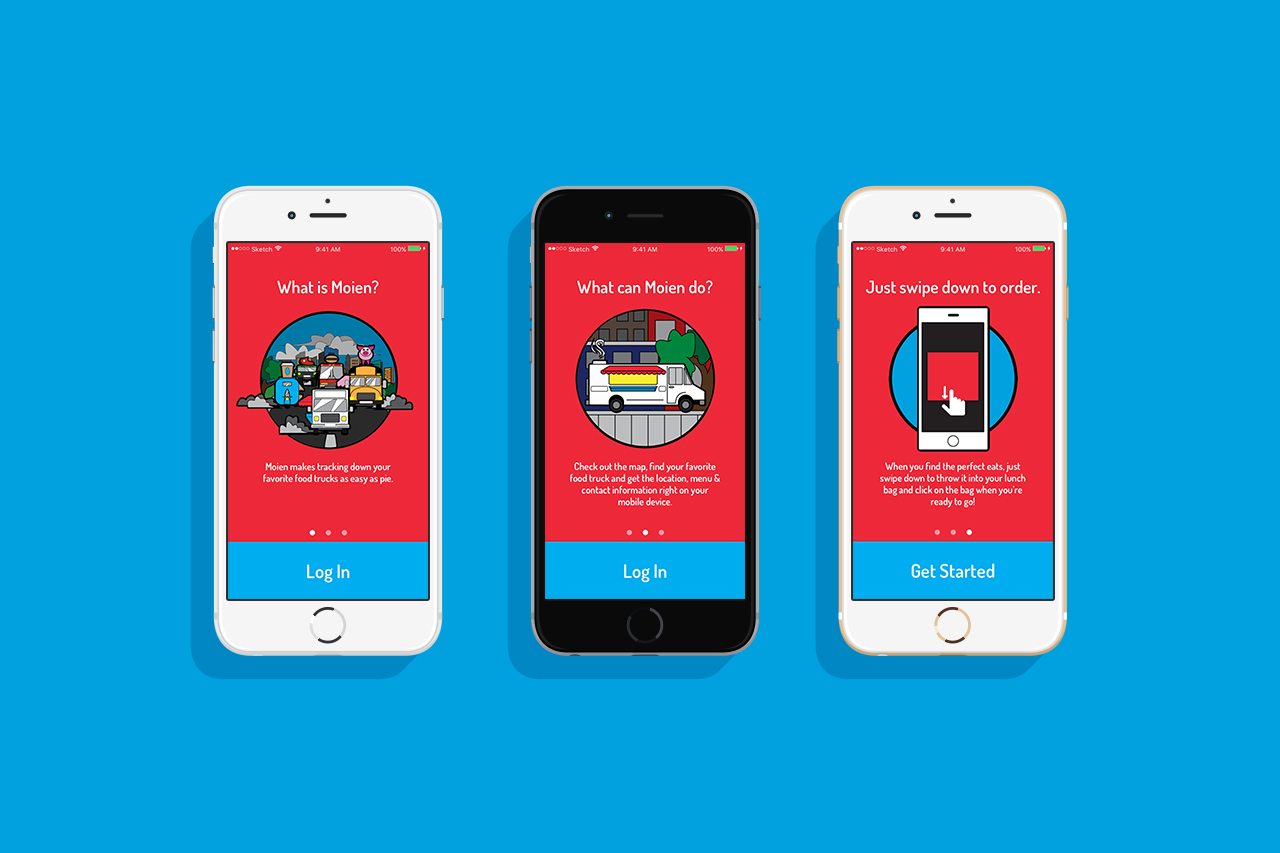 Sketch 9:41 AM 100%
What is Moien?
Moien makes tracking down your
favorite food trucks as easy as pie.
Log In
Sketch 9:41 AM 100%
What can Moien do?
Check out the map, find your favorite
food truck and get the location, menu &
contact information right on your
mobile device.
Log In
Sketch 9:41 AM 100%
Just swipe down to order.
When you find the perfect eats, just
swipe down to throw it into your lunch
bag and click on the bag when you're
ready to go!
Get Started